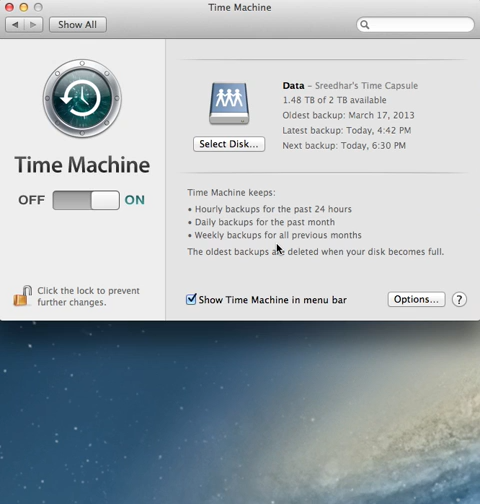 Time Machine
Show All
Data – Sreedhar's Time Capsule
1.48 TB of 2 TB available
Oldest backup: March 17, 2013
Latest backup: Today, 4:42 PM
Next backup: Today, 6:30 PM
Select Disk...
Time Machine
OFF ON
Time Machine keeps:
• Hourly backups for the past 24 hours
• Daily backups for the past month
• Weekly backups for all previous months
The oldest backups are deleted when your disk becomes full.
Click the lock to prevent
further changes.
Show Time Machine in menu bar
Options...
?